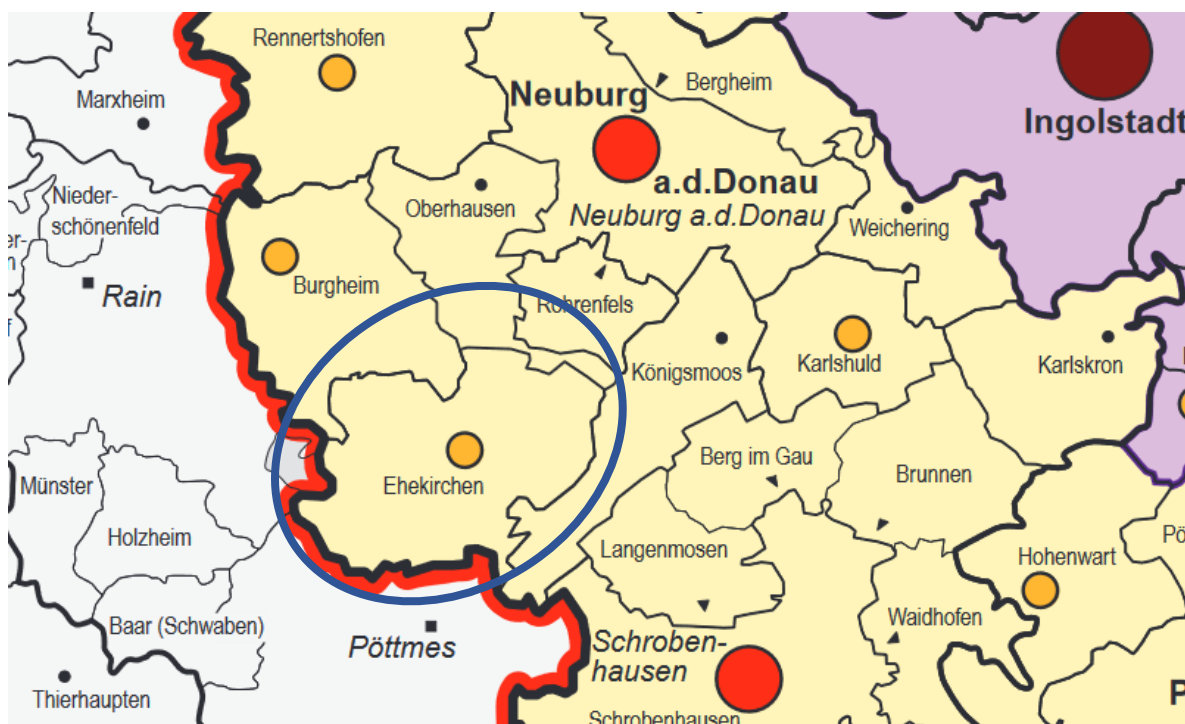 Rennertshofen
Marxheim
Neuburg
Bergheim
Ingolstadt
a.d.Donau
Neuburg a.d.Donau
Nieder-
schönenfeld
Oberhausen
Weichering
Rain
Burgheim
Rohrenfels
Königsmoos
Karlshuld
Karlskron
Münster
Ehekirchen
Berg im Gau
Brunnen
Holzheim
Langenmosen
Hohenwart
Baar (Schwaben)
Pöttmes
Waidhofen
Schroben-
hausen
Thierhaupten
Schrobenhausen